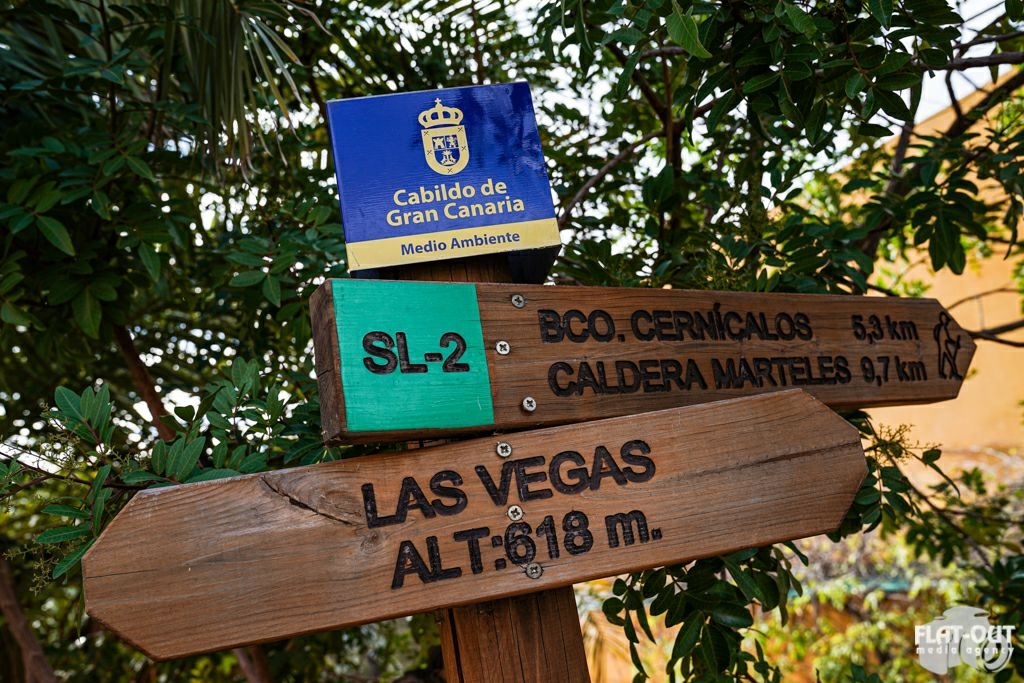 Cabildo de
Gran Canaria
Medio Ambiente
SL-2
BCO. CERNÍCALOS 5,3 km
CALDERA MARTELES 9,7 km
LAS VEGAS
ALT:618 m.
FLAT-OUT
media agency